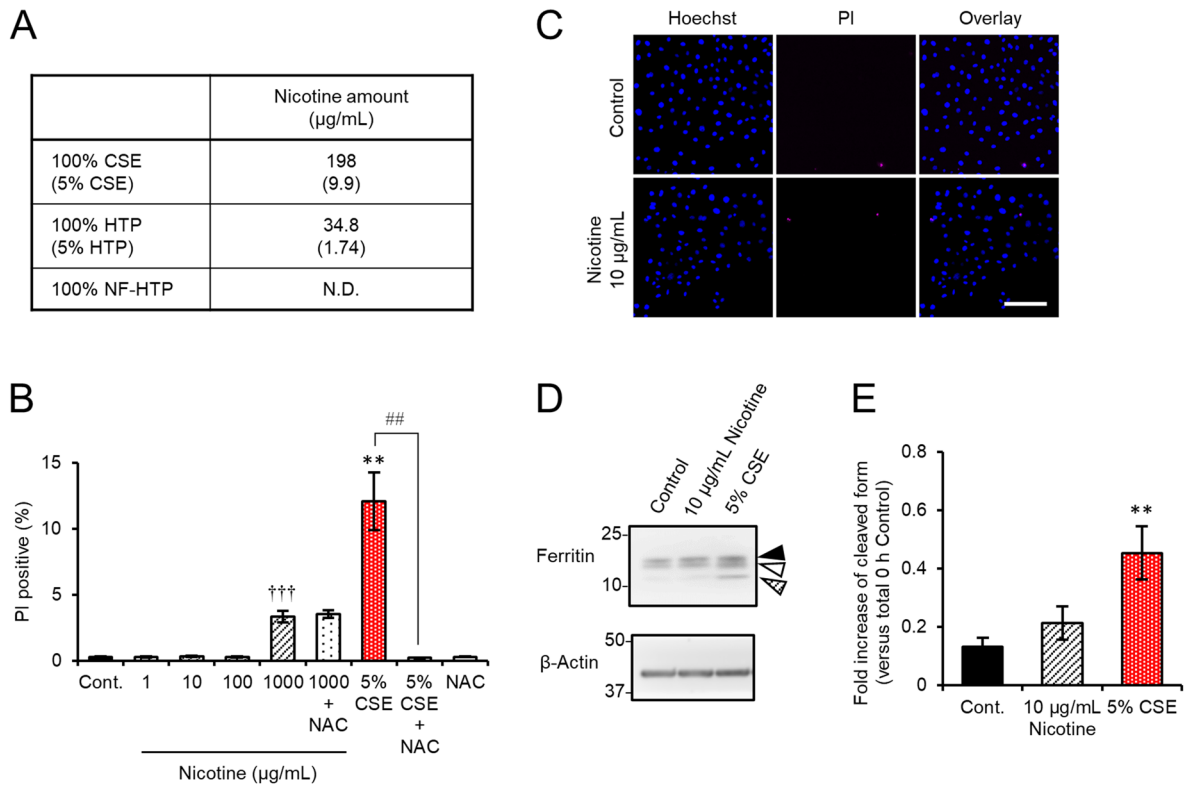 A
Nicotine amount
(μg/mL)
100% CSE
198
(5% CSE)
(9.9)
100% HTP
34.8
(5% HTP)
(1.74)
100% NF-HTP
N.D.
B
PI positive (%)
15
10
5
0
##
**
†††
Cont.
1
10
100
1000
1000
+
NAC
5%
CSE
5%
CSE
+
NAC
NAC
Nicotine (μg/mL)
C
Hoechst
PI
Overlay
Control
Nicotine
10 μg/mL
D
Control
10 μg/mL Nicotine
5% CSE
Ferritin
25
10
β-Actin
50
37
E
Fold increase of cleaved form
(versus total 0 h Control)
0.8
0.6
0.4
0.2
0
**
Cont.
10 μg/mL
Nicotine
5% CSE